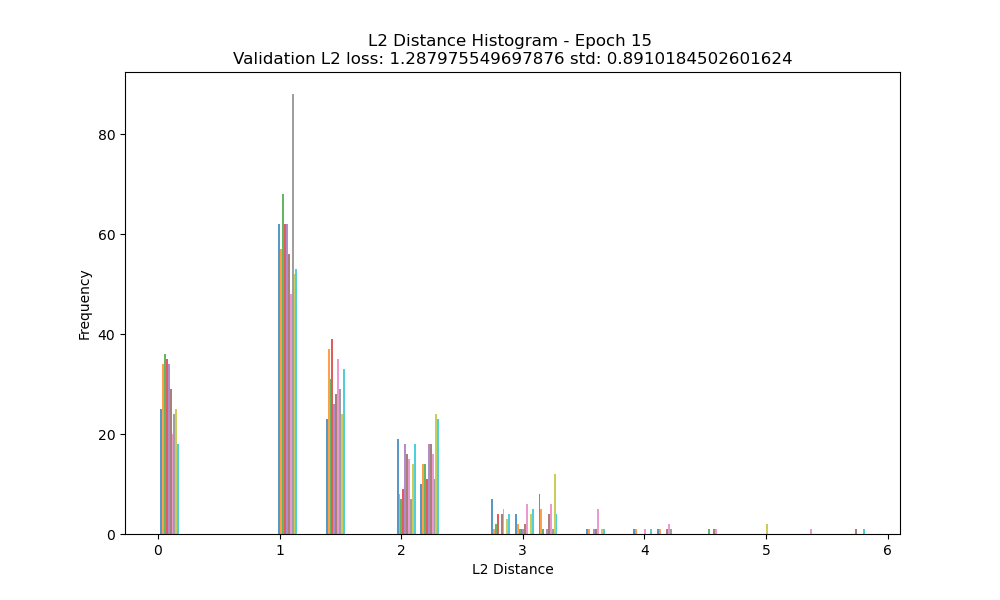 L2 Distance Histogram - Epoch 15
Validation L2 loss: 1.287975549697876 std: 0.8910184502601624
Frequency
80
60
40
20
0
0 1 2 3 4 5 6
L2 Distance